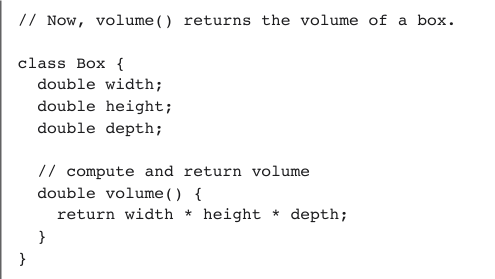 // Now, volume() returns the volume of a box.
class Box {
double width;
double height;
double depth;
// compute and return volume
double volume() {
return width * height * depth;
}
}